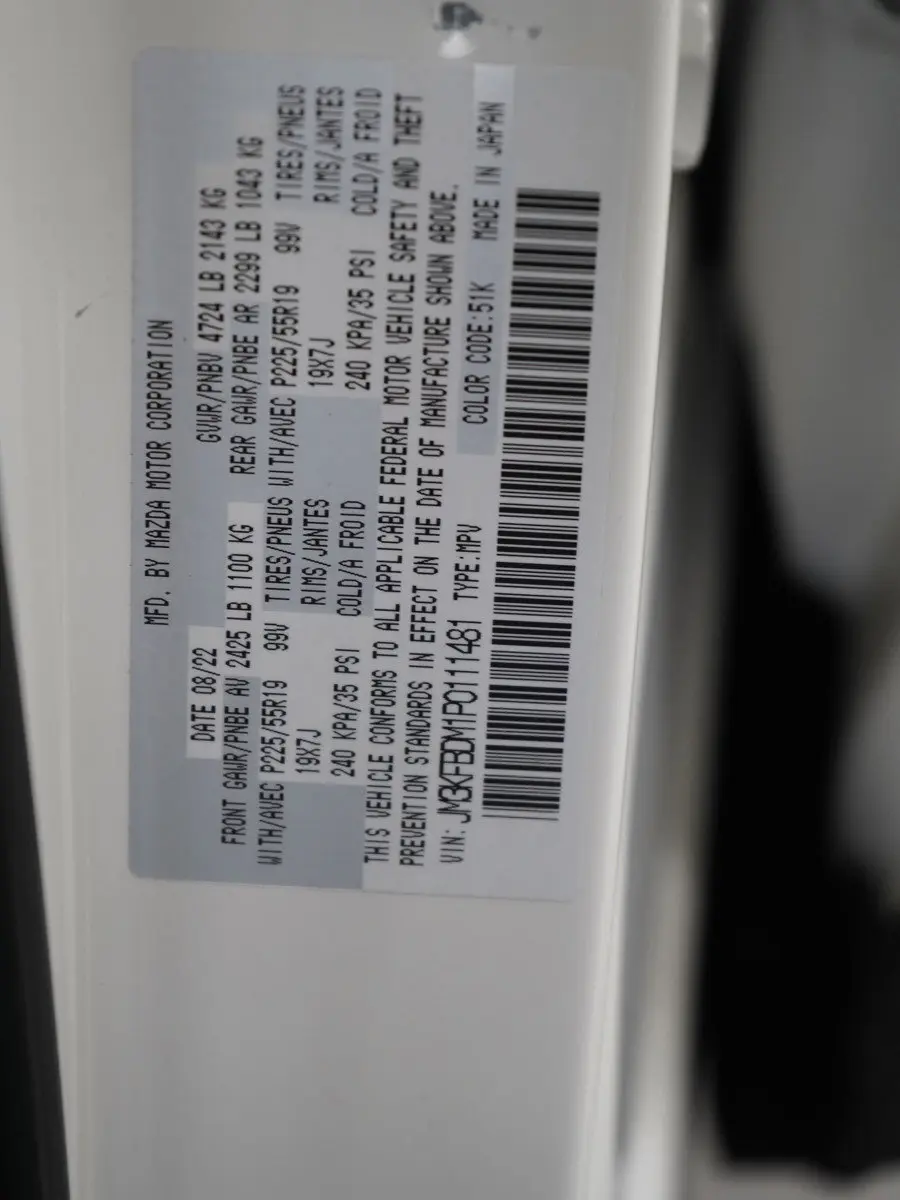 MFD. BY MAZDA MOTOR CORPORATION
DATE 08/22 GVWR/PNBV 4724 LB 2143 KG
FRONT GAWR/PNBE AV 2425 LB 1100 KG REAR GAWR/PNBE AR 2299 LB 1043 KG
WITH/AVEC P225/55R19 99V TIRES/PNEUS WITH/AVEC P225/55R19 99V TIRES/PNEUS
19X7J RIMS/JANTES 19X7J RIMS/JANTES
240 KPA/35 PSI COLD/A FROID 240 KPA/35 PSI COLD/A FROID
THIS VEHICLE CONFORMS TO ALL APPLICABLE FEDERAL MOTOR VEHICLE SAFETY AND THEFT
PREVENTION STANDARDS IN EFFECT ON THE DATE OF MANUFACTURE SHOWN ABOVE.
VIN: JM3KFBDM1P0111481 TYPE:MPV COLOR CODE:51K MADE IN JAPAN